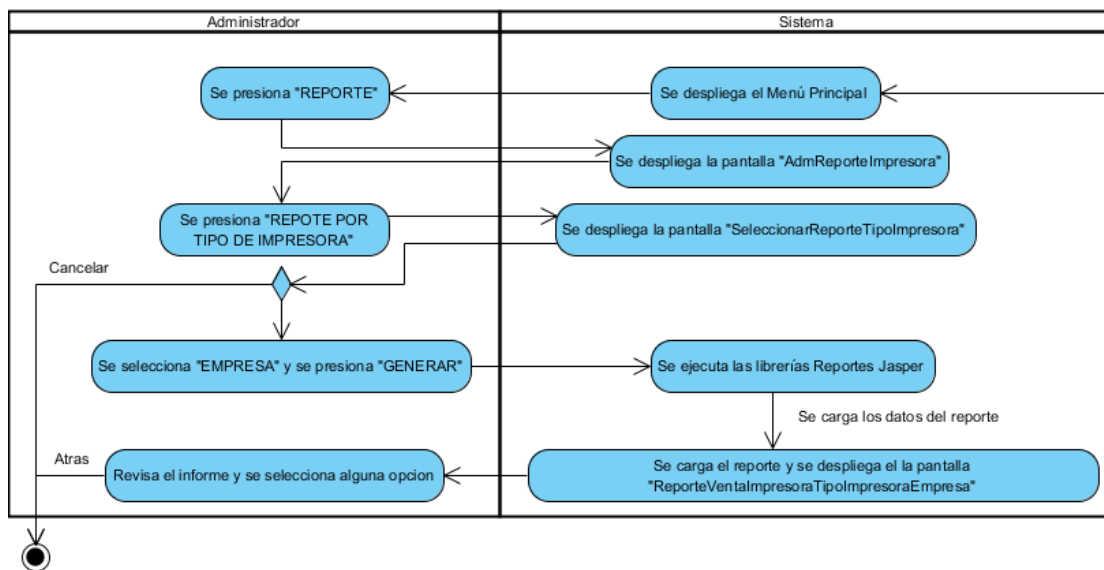 Administrador
Sistema
Se presiona "REPORTE"
Se despliega el Menú Principal
Se despliega la pantalla "AdmReporteImpresora"
Se presiona "REPOTE POR
TIPO DE IMPRESORA"
Se despliega la pantalla "SeleccionarReporteTipoImpresora"
Cancelar
Se selecciona "EMPRESA" y se presiona "GENERAR"
Se ejecuta las librerías Reportes Jasper
Se carga los datos del reporte
Atras
Revisa el informe y se selecciona alguna opcion
Se carga el reporte y se despliega el la pantalla
"ReporteVentaImpresoraTipoImpresoraEmpresa"